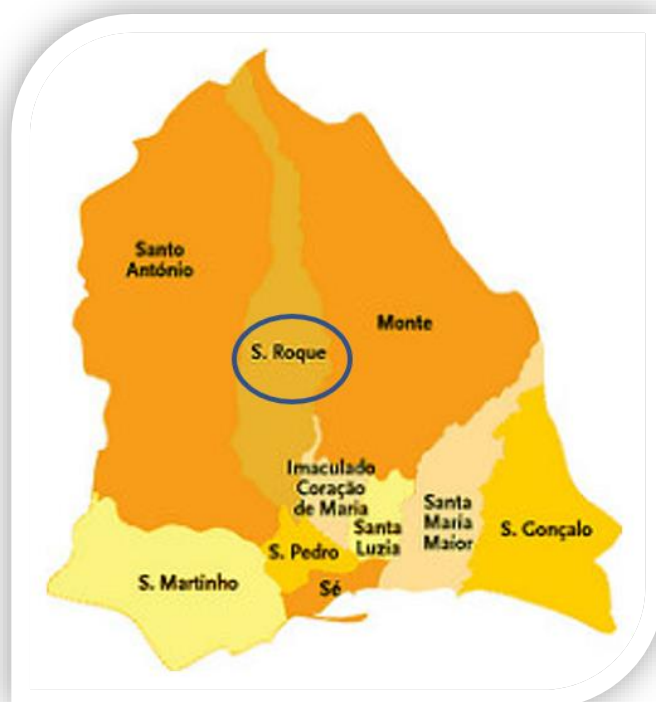 Santo
António
Monte
S. Roque
Imaculado
Coração
de Maria
Santa
Luzia
Santa
Maria
Maior
S. Gonçalo
S. Pedro
S. Martinho
Sé